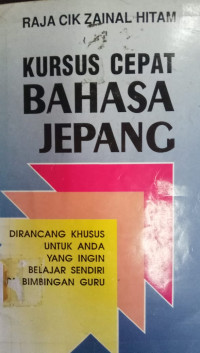 RAJA CIK ZAINAL HITAM
KURSUS CEPAT
BAHASA
JEPANG
DIRANCANG KHUSUS
UNTUK ANDA
YANG INGIN
BELAJAR SENDIRI
BIMBINGAN GURU